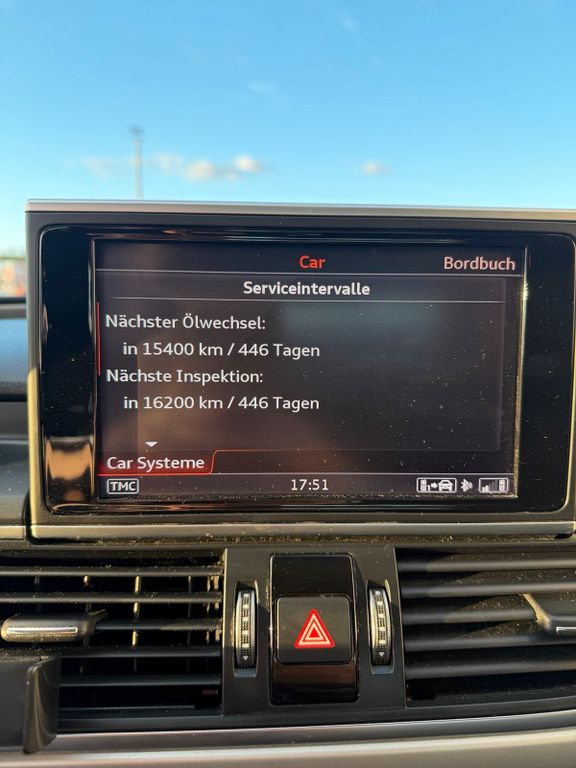 Car
Bordbuch
Serviceintervalle
Nächster Ölwechsel:
in 15400 km / 446 Tagen
Nächste Inspektion:
in 16200 km / 446 Tagen
Car Systeme
TMC
17:51